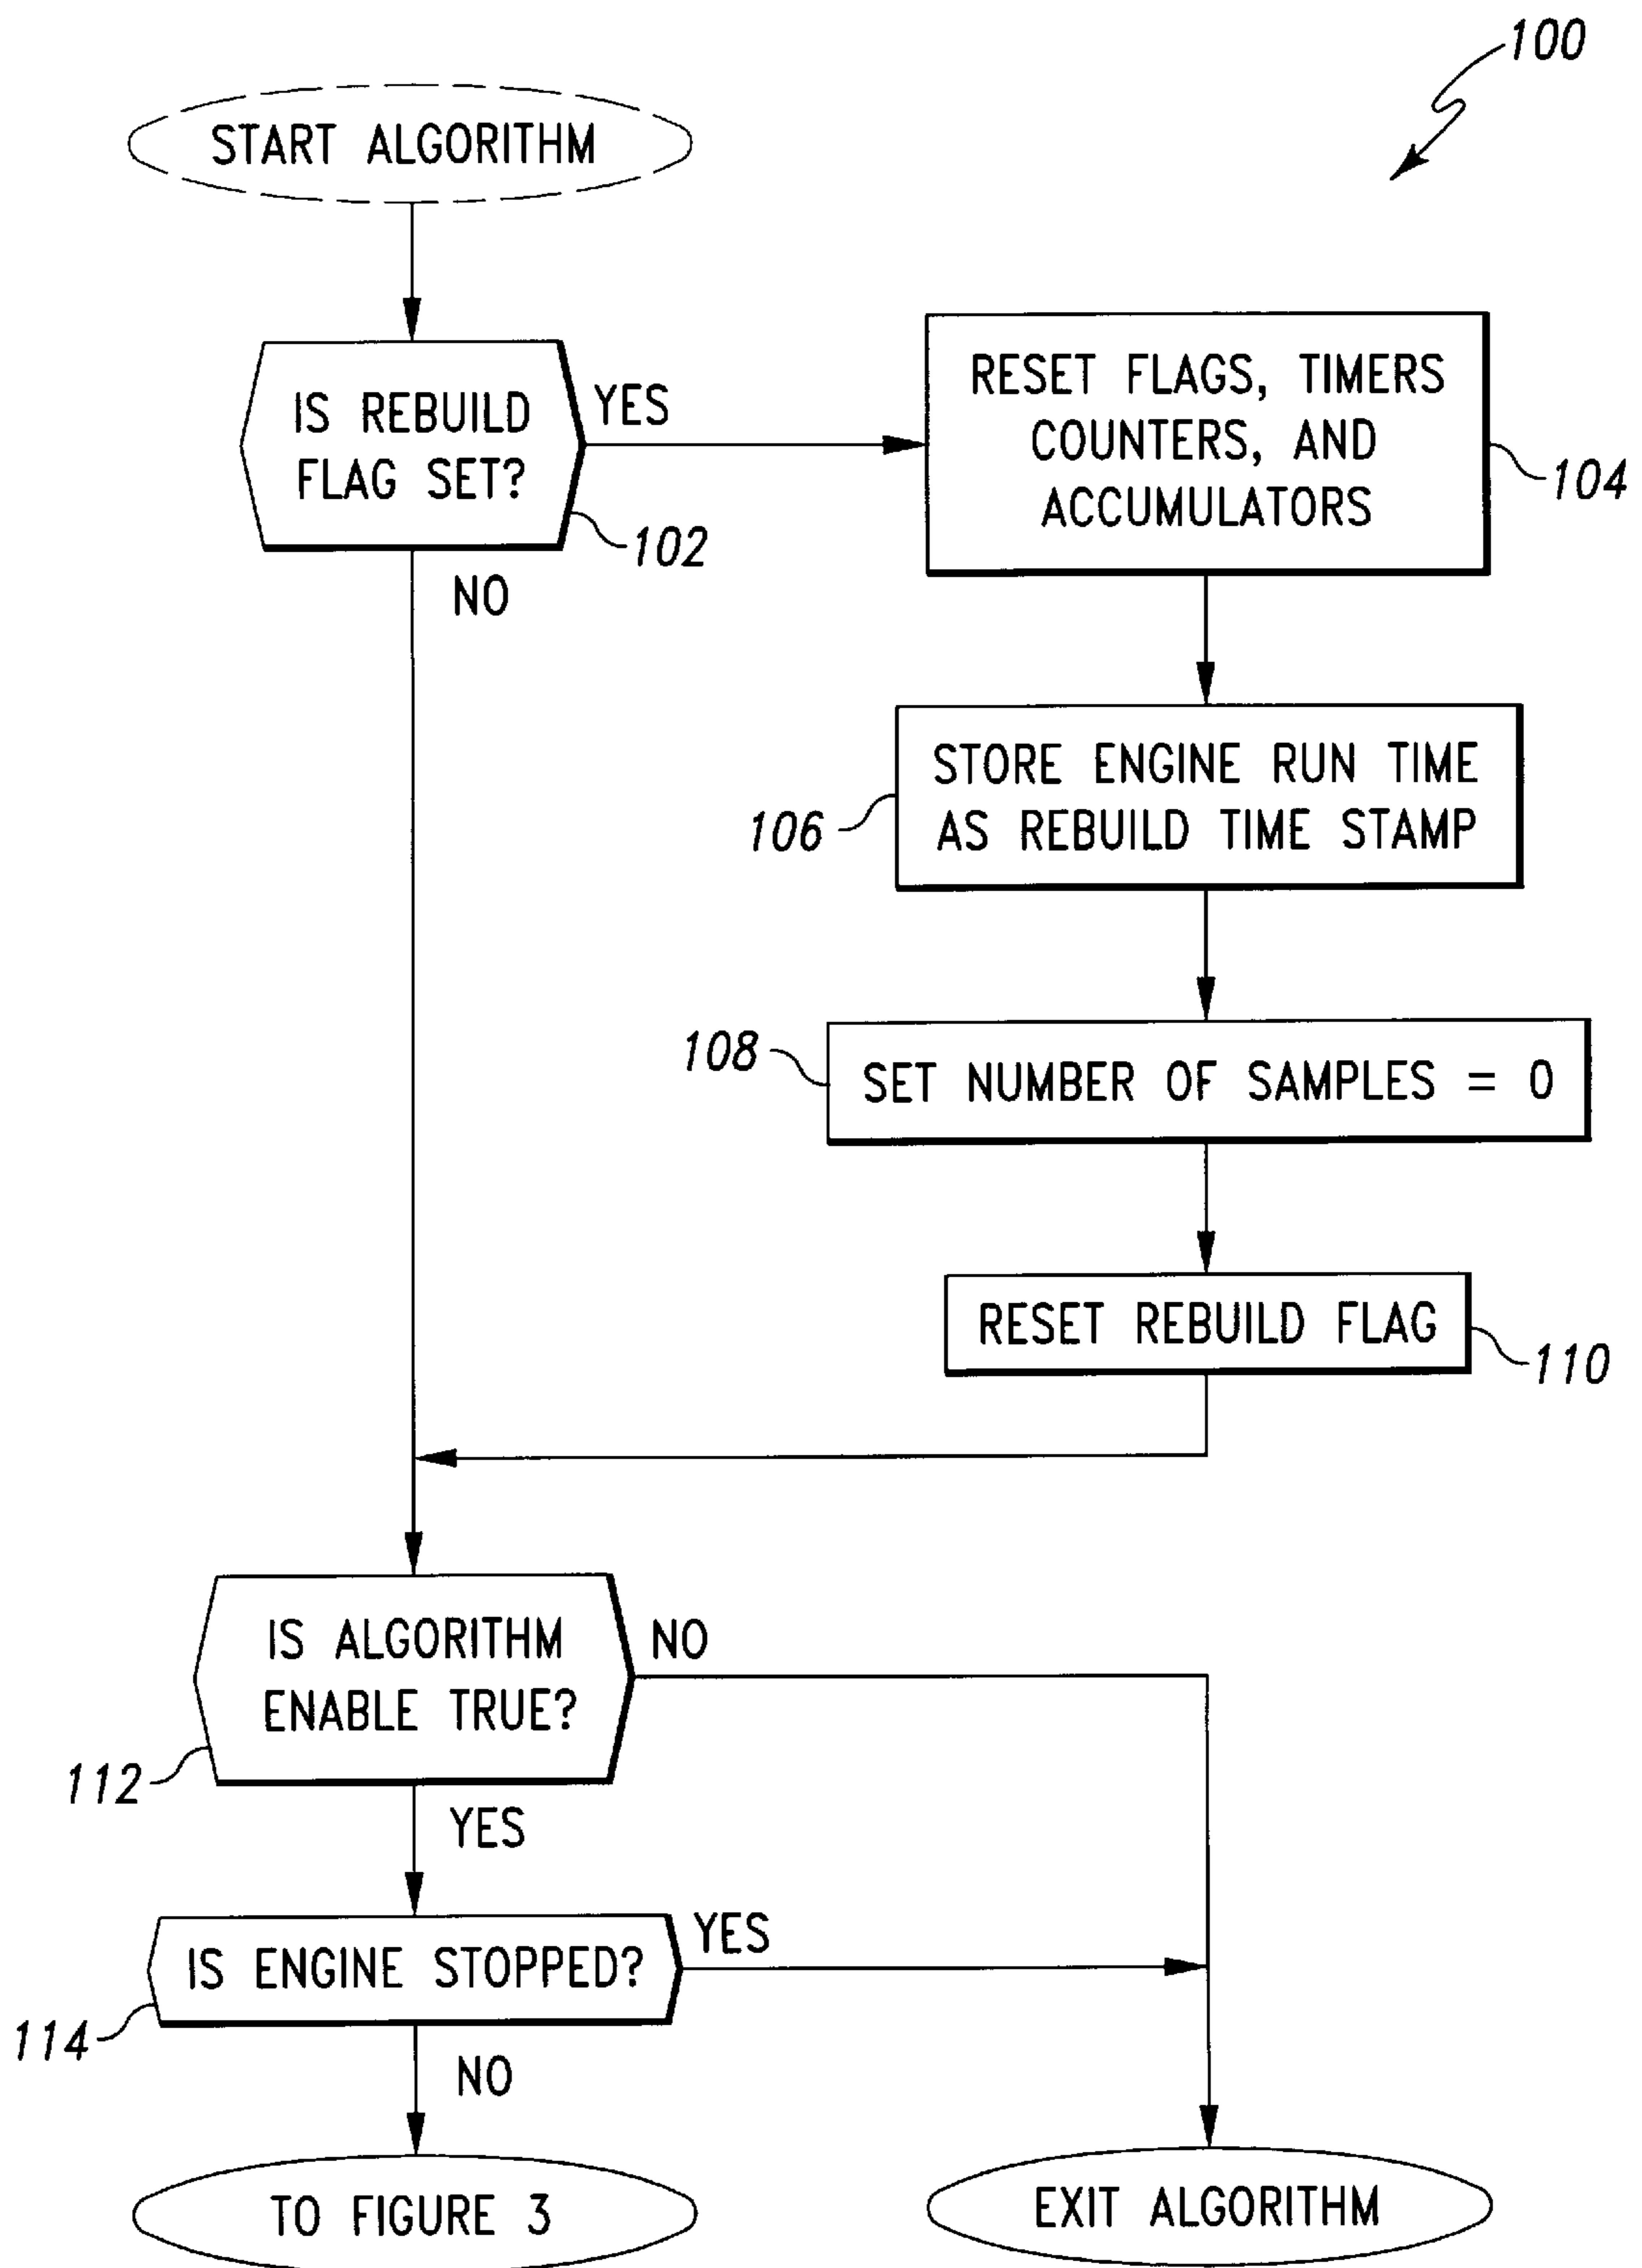 100
START ALGORITHM
IS REBUILD
FLAG SET?
YES
102
NO
RESET FLAGS, TIMERS
COUNTERS, AND
ACCUMULATORS
104
STORE ENGINE RUN TIME
AS REBUILD TIME STAMP
106
108
SET NUMBER OF SAMPLES = 0
RESET REBUILD FLAG
110
IS ALGORITHM
ENABLE TRUE?
NO
112
YES
IS ENGINE STOPPED?
YES
114
NO
TO FIGURE 3
EXIT ALGORITHM